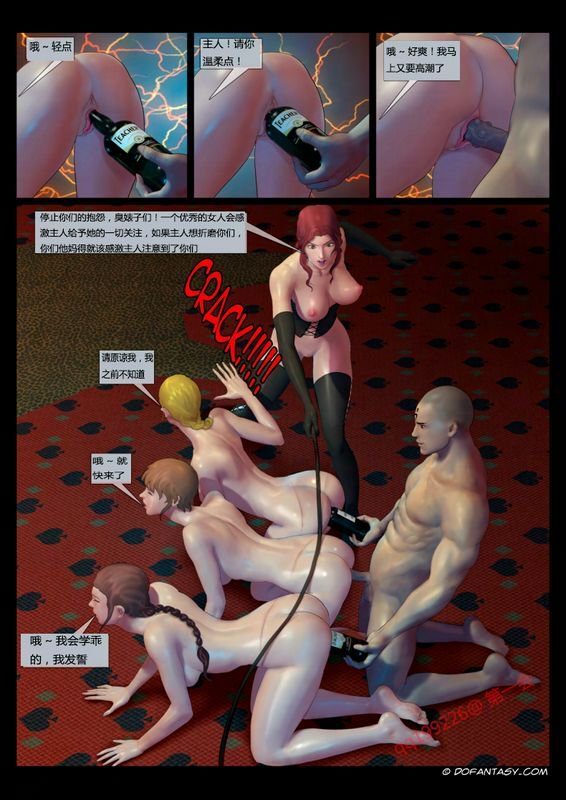 哦~轻点
主人！请你
温柔点！
哦~好爽！我马
上又要高潮了
TEACHER
停止你们的抱怨，臭婊子们！一个优秀的女人会感
激主人给予她的一切关注，如果主人想折磨你们，
你们他妈得就该感激主人注意到了你们
CRACK!!!!!
请原谅我，我
之前不知道
哦~就
快来了
哦~我会学乖
的，我发誓
© DOFANTASY.COM